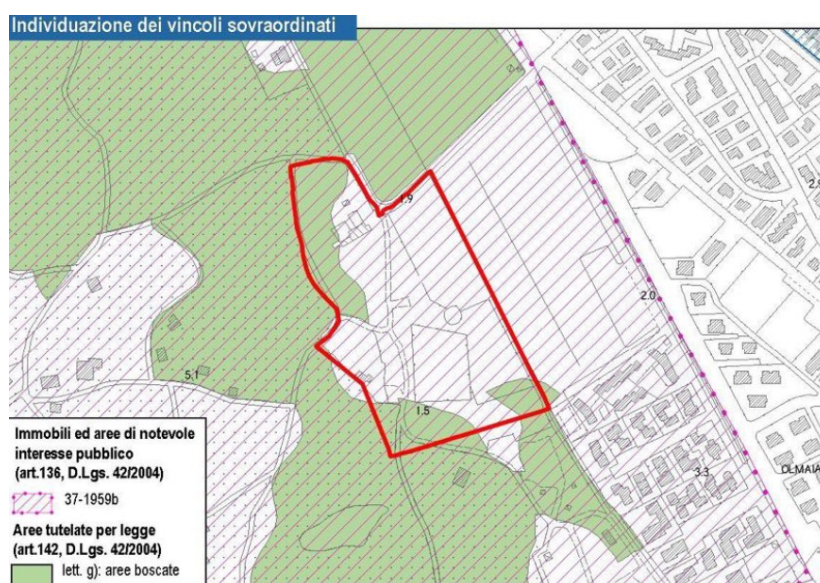 Individuazione dei vincoli sovraordinati
2.9
1.9
2.0
5.1
1.5
3.3
OLMAIA
Immobili ed aree di notevole
interesse pubblico
(art.136, D.Lgs. 42/2004)
37-1959b
Aree tutelate per legge
(art.142, D.Lgs. 42/2004)
lett. g): aree boscate